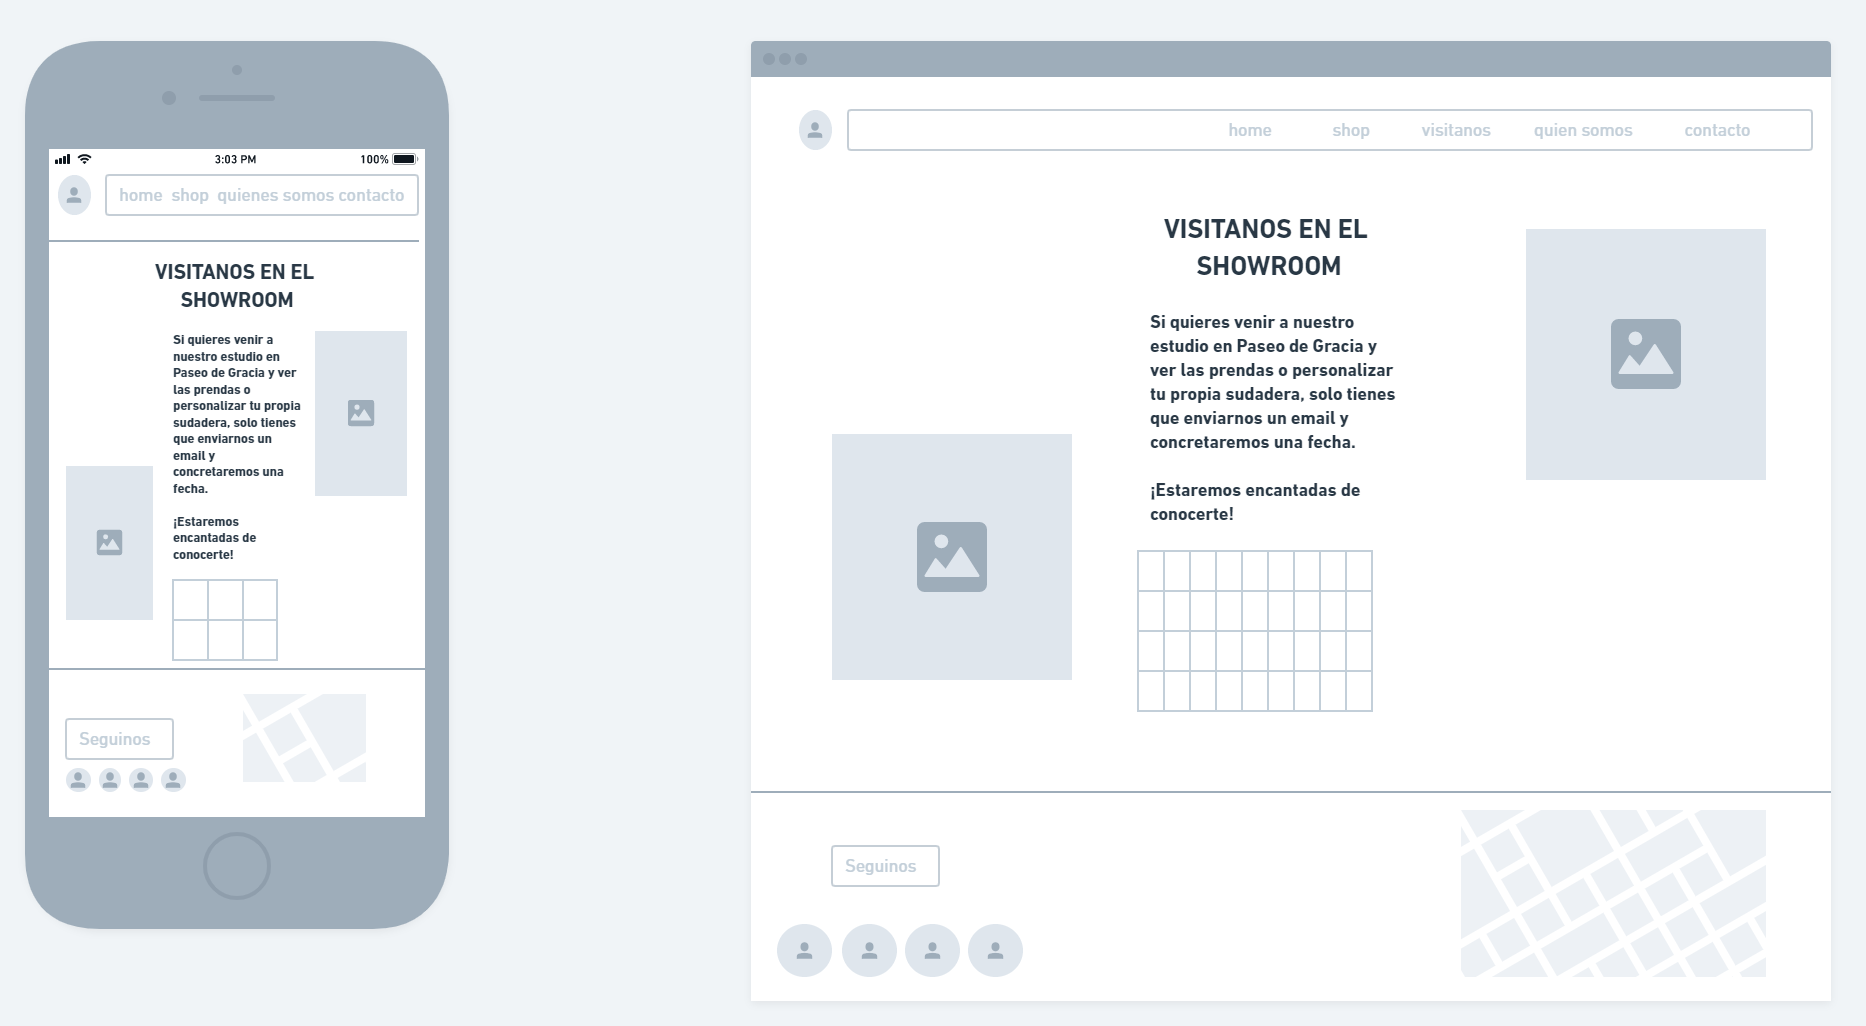 3:03 PM 100%
home shop quienes somos contacto
VISITANOS EN EL
SHOWROOM
Si quieres venir a
nuestro estudio en
Paseo de Gracia y ver
las prendas o
personalizar tu propia
sudadera, solo tienes
que enviarnos un
email y
concretaremos una
fecha.
¡Estaremos
encantadas de
conocerte!
Seguinos
home shop visitanos quien somos contacto
VISITANOS EN EL
SHOWROOM
Si quieres venir a nuestro
estudio en Paseo de Gracia y
ver las prendas o personalizar
tu propia sudadera, solo tienes
que enviarnos un email y
concretaremos una fecha.
¡Estaremos encantadas de
conocerte!
Seguinos